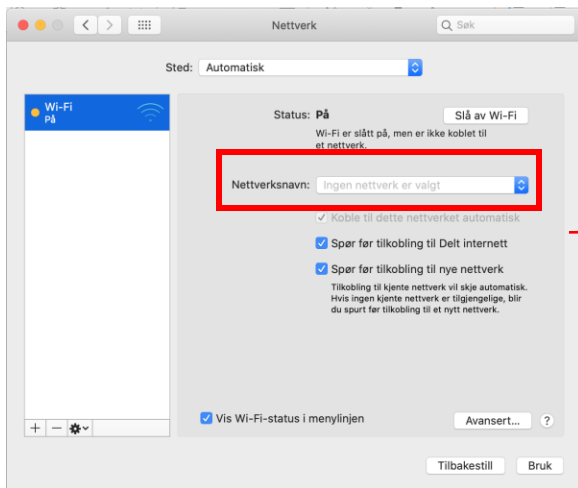 Nettverk
Søk
Sted: Automatisk
Wi-Fi
På
Status: På
Slå av Wi-Fi
Wi-Fi er slått på, men er ikke koblet til
et nettverk.
Nettverksnavn: Ingen nettverk er valgt
Koble til dette nettverket automatisk
Spør før tilkobling til Delt internett
Spør før tilkobling til nye nettverk
Tilkobling til kjente nettverk vil skje automatisk.
Hvis ingen kjente nettverk er tilgjengelige, blir
du spurt før tilkobling til et nytt nettverk.
Vis Wi-Fi-status i menylinjen
Avansert... ?
Tilbakestill Bruk